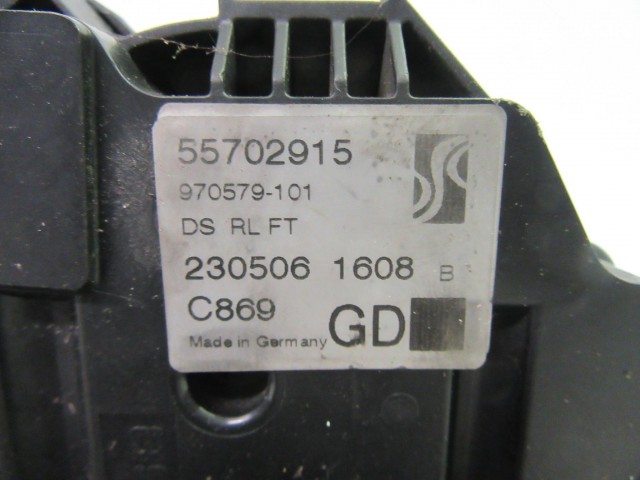 55702915
970579-101
DS RL FT
230506 1608 B
C869
Made in Germany GD